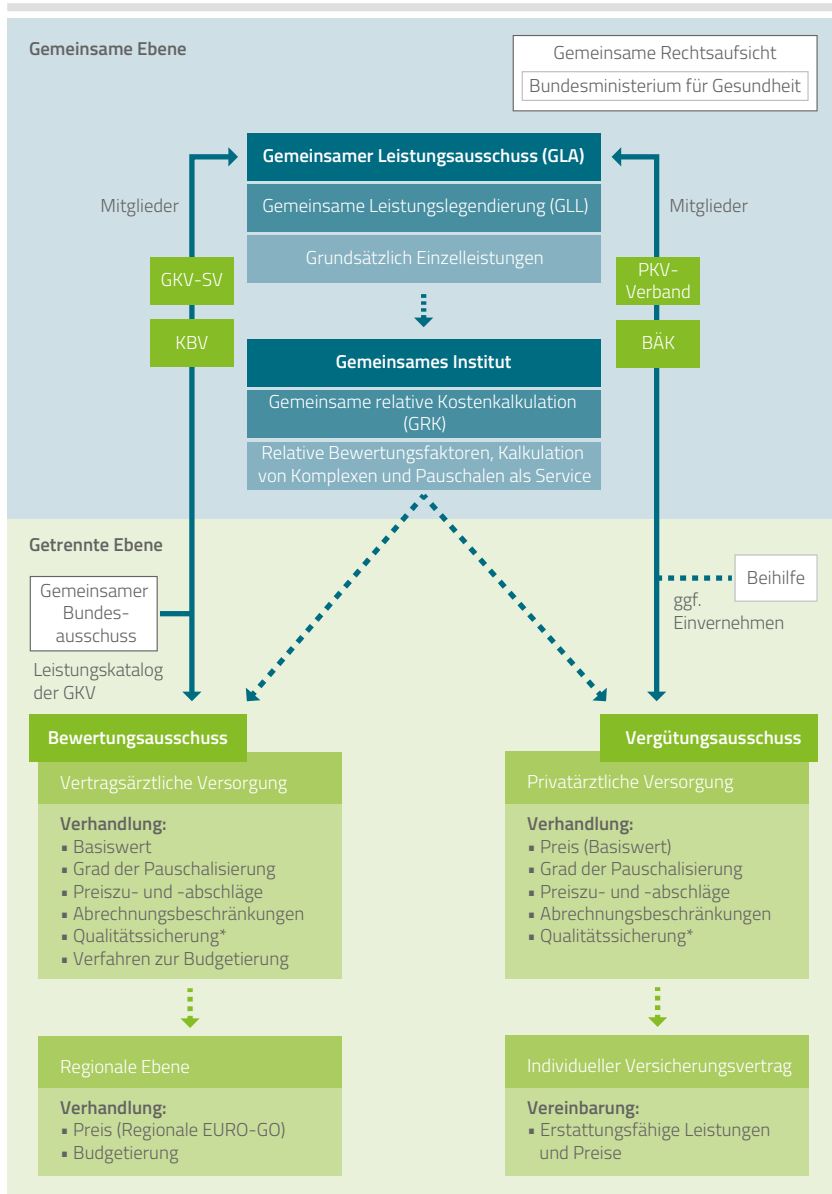 Gemeinsame Ebene
Gemeinsame Rechtsaufsicht
Bundesministerium für Gesundheit
Gemeinsamer Leistungsausschuss (GLA)
Mitglieder
Gemeinsame Leistungslegendierung (GLL)
Mitglieder
Grundsätzlich Einzelleistungen
GKV-SV
PKV-
Verband
KBV
BÄK
Gemeinsames Institut
Gemeinsame relative Kostenkalkulation
(GRK)
Relative Bewertungsfaktoren, Kalkulation
von Komplexen und Pauschalen als Service
Getrennte Ebene
Gemeinsamer
Bundes-
ausschuss
Leistungskatalog
der GKV
Beihilfe
ggf.
Einvernehmen
Bewertungsausschuss
Vertragsärztliche Versorgung
Verhandlung:
▪ Basiswert
▪ Grad der Pauschalisierung
▪ Preiszu- und -abschläge
▪ Abrechnungsbeschränkungen
▪ Qualitätssicherung*
▪ Verfahren zur Budgetierung
Regionale Ebene
Verhandlung:
▪ Preis (Regionale EURO-GO)
▪ Budgetierung
Vergütungsausschuss
Privatärztliche Versorgung
Verhandlung:
▪ Preis (Basiswert)
▪ Grad der Pauschalisierung
▪ Preiszu- und -abschläge
▪ Abrechnungsbeschränkungen
▪ Qualitätssicherung*
Individueller Versicherungsvertrag
Vereinbarung:
▪ Erstattungsfähige Leistungen
und Preise